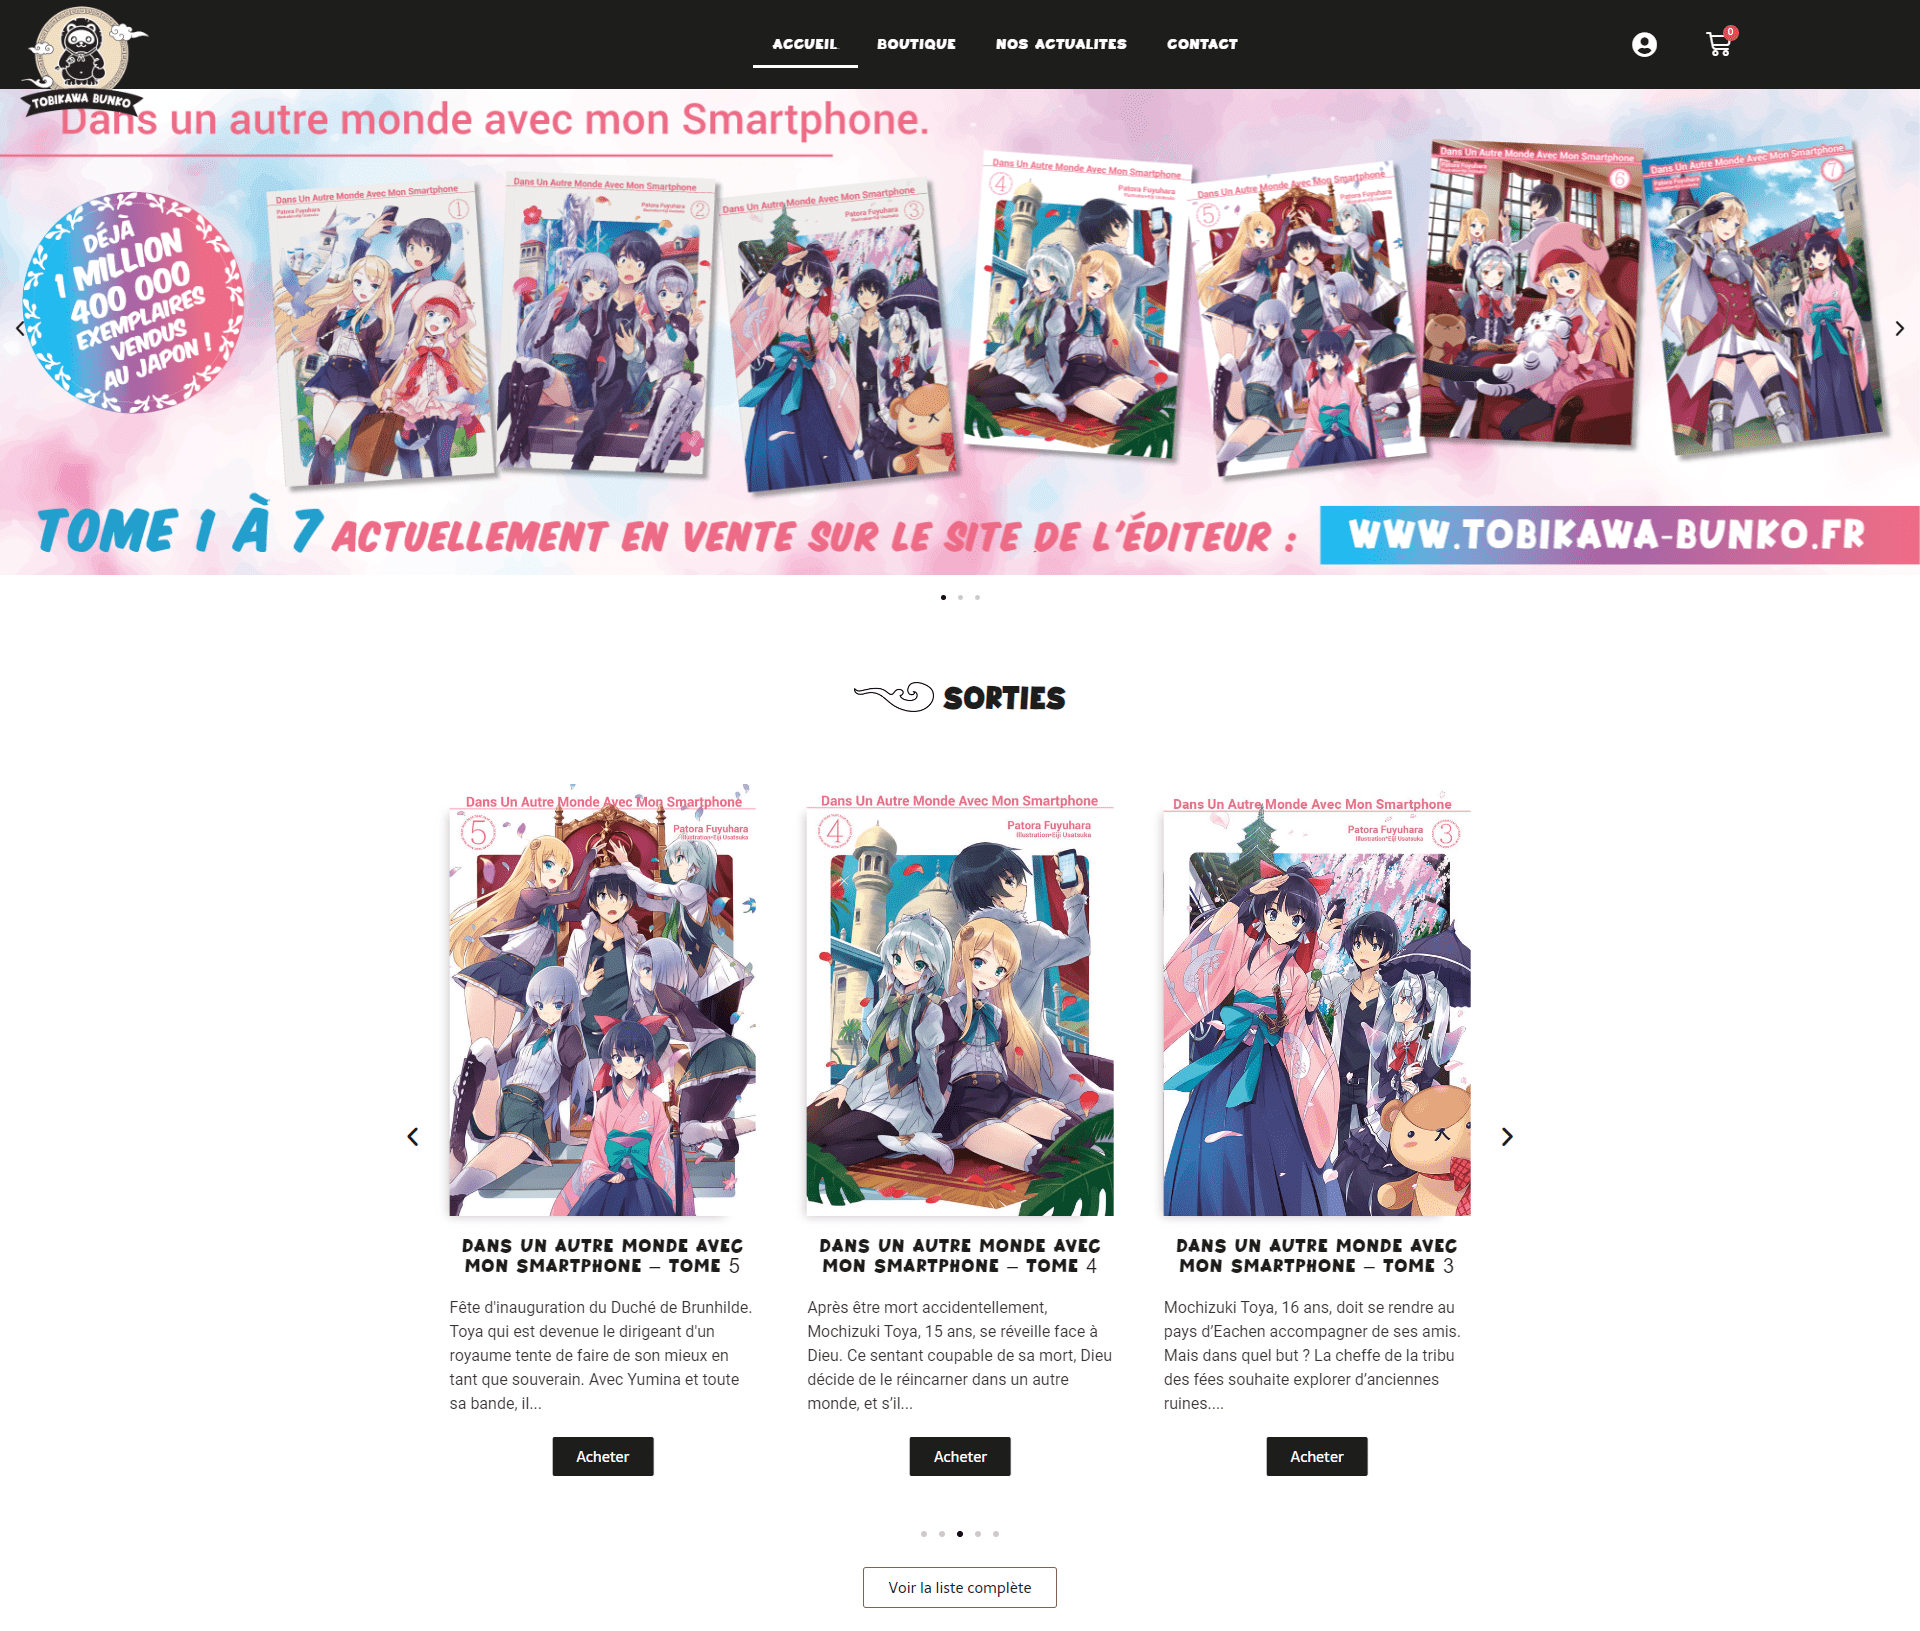 ACCUEIL
BOUTIQUE
NOS ACTUALITES
CONTACT
0
TOBIKAWA BUNKO
Dans un autre monde avec mon Smartphone.
DÉJÀ
1 MILLION
400 000
EXEMPLAIRES
VENDUS
AU JAPON !
Dans Un Autre Monde Avec Mon Smartphone
Patora Fuyuhara
1
Dans Un Autre Monde Avec Mon Smartphone
Patora Fuyuhara
2
Dans Un Autre Monde Avec Mon Smartphone
Patora Fuyuhara
3
Dans Un Autre Monde Avec Mon Smartphone
4
Patora Fuyuhara
Dans Un Autre Monde Avec Mon Smartphone
5
Patora Fuyuhara
Dans Un Autre Monde Avec Mon Smartphone
Patora Fuyuhara
6
Dans Un Autre Monde Avec Mon Smartphone
Patora Fuyuhara
7
TOME 1 À 7 ACTUELLEMENT EN VENTE SUR LE SITE DE L'ÉDITEUR :
WWW.TOBIKAWA-BUNKO.FR
SORTIES
Dans Un Autre Monde Avec Mon Smartphone
5
Patora Fuyuhara
Illustration•Eiji Usatsuka
DANS UN AUTRE MONDE AVEC
MON SMARTPHONE – TOME 5
Fête d'inauguration du Duché de Brunhilde.
Toya qui est devenue le dirigeant d'un
royaume tente de faire de son mieux en
tant que souverain. Avec Yumina et toute
sa bande, il...
Acheter
Dans Un Autre Monde Avec Mon Smartphone
4
Patora Fuyuhara
Illustration•Eiji Usatsuka
DANS UN AUTRE MONDE AVEC
MON SMARTPHONE – TOME 4
Après être mort accidentellement,
Mochizuki Toya, 15 ans, se réveille face à
Dieu. Ce sentant coupable de sa mort, Dieu
décide de le réincarner dans un autre
monde, et s’il...
Acheter
Dans Un Autre Monde Avec Mon Smartphone
Patora Fuyuhara
Illustration•Eiji Usatsuka
3
DANS UN AUTRE MONDE AVEC
MON SMARTPHONE – TOME 3
Mochizuki Toya, 16 ans, doit se rendre au
pays d’Eachen accompagner de ses amis.
Mais dans quel but ? La cheffe de la tribu
des fées souhaite explorer d’anciennes
ruines....
Acheter
Voir la liste complète